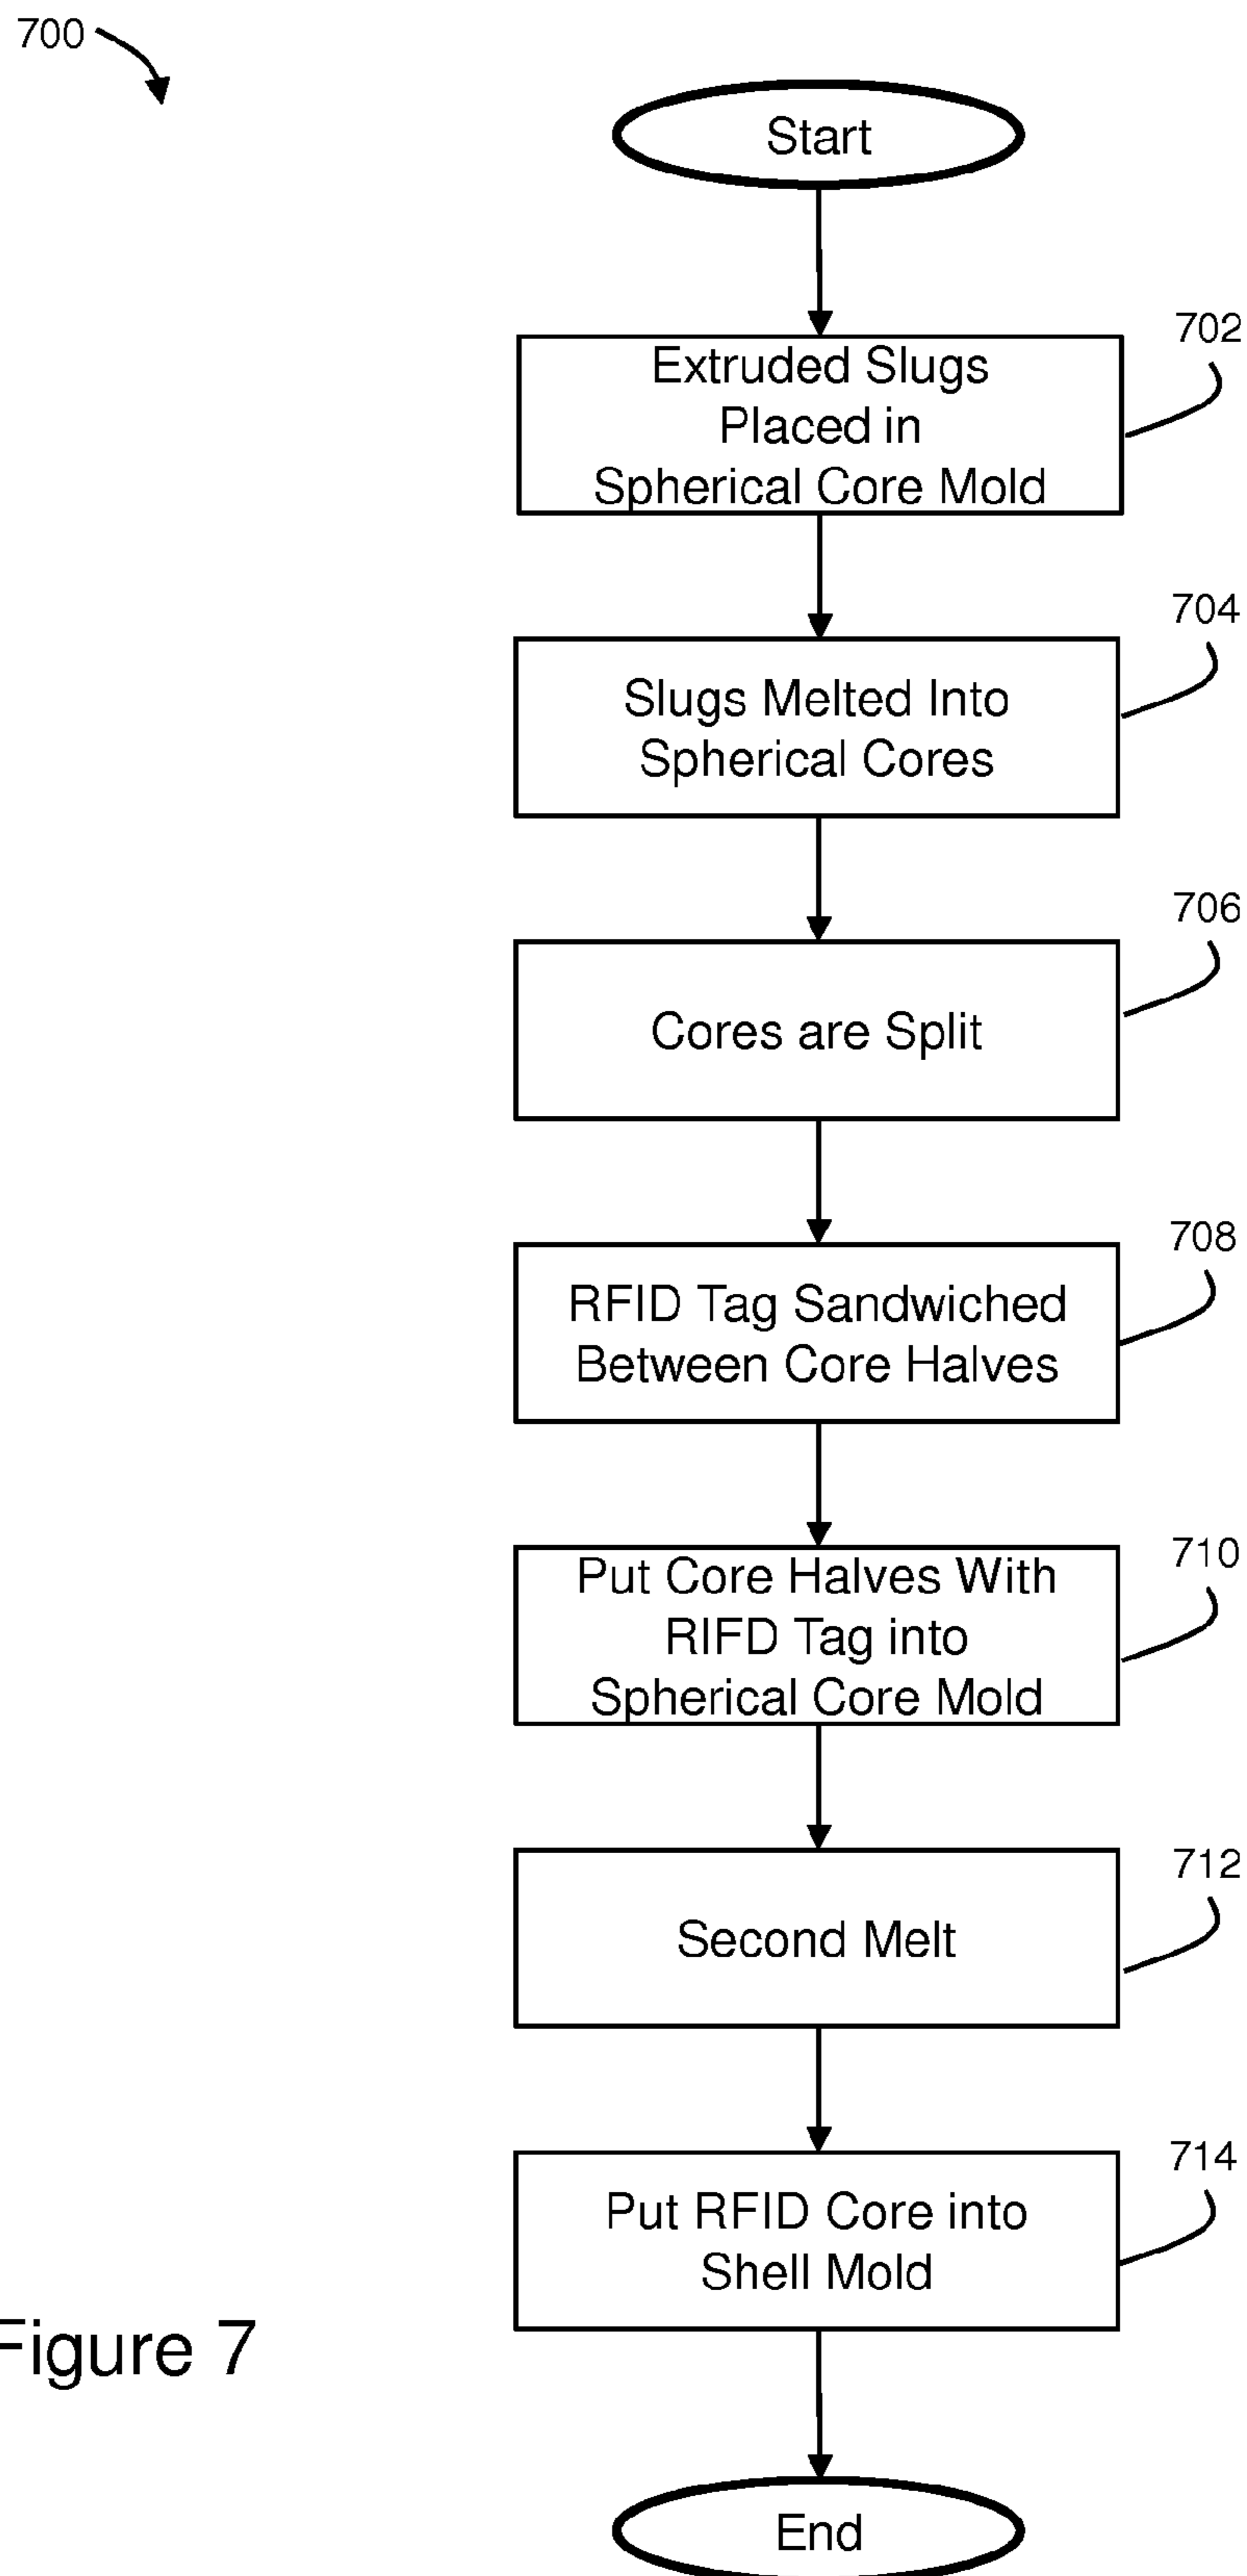 700
Start
702
Extruded Slugs
Placed in
Spherical Core Mold
704
Slugs Melted Into
Spherical Cores
706
Cores are Split
708
RFID Tag Sandwiched
Between Core Halves
710
Put Core Halves With
RIFD Tag into
Spherical Core Mold
712
Second Melt
714
Put RFID Core into
Shell Mold
Figure 7
End